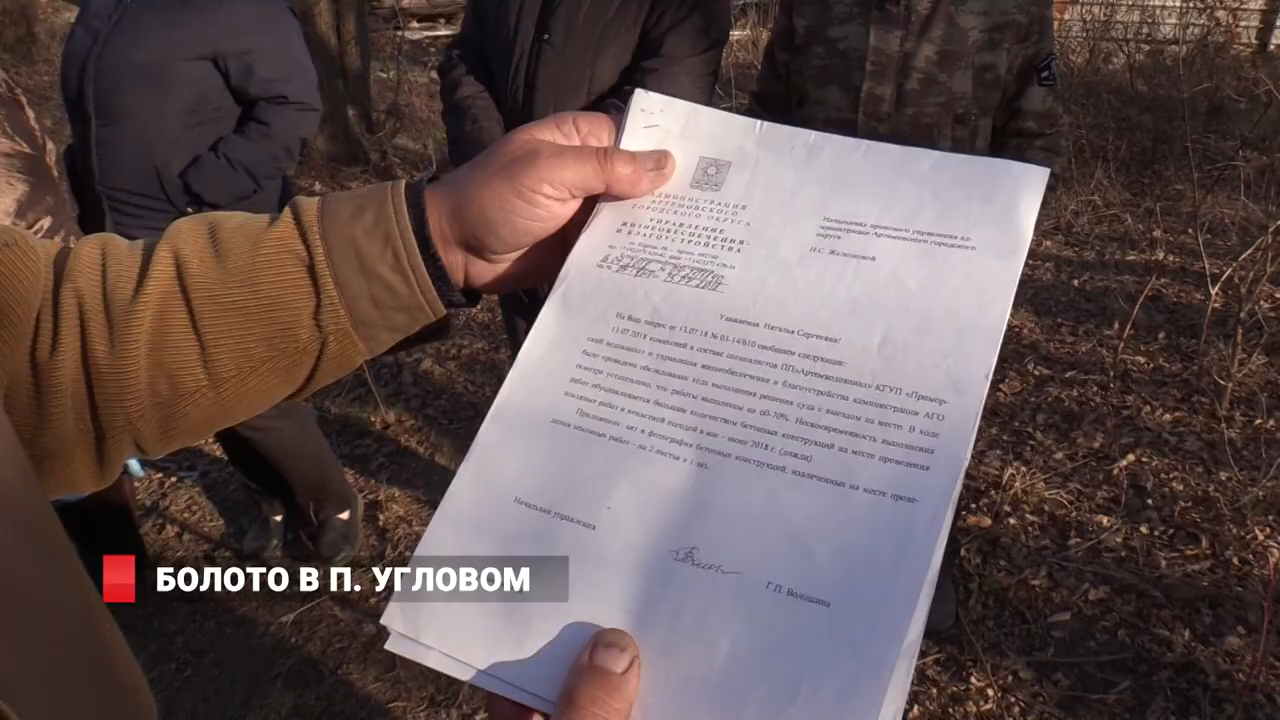 АДМИНИСТРАЦИЯ
АРТЕМОВСКОГО
ГОРОДСКОГО ОКРУГА
УПРАВЛЕНИЕ
ЖИЗНЕОБЕСПЕЧЕНИЯ И
БЛАГОУСТРОЙСТВА
Начальнику правового управления ад-
министрации Артемовского городского
округа
Н.С.
Уважаемая Наталья Сергеевна!
На Ваш запрос от 13.07.18 № 03-14/610 сообщаем следующее:
13.07.2018 комиссией в составе специалистов ПП«Артемводоканал» КГУП «Примор-
ский водоканал» и управления жизнеобеспечения и благоустройства администрации АГО
было проведено обследование хода выполнения решения суда с выездом на место. В ходе
осмотра установлено, что работы выполнены на 60-70%. Несвоевременность выполнения
работ обуславливается большим количеством бетонных конструкций на месте проведения
земляных работ и ненастной погодой в мае - июне 2018 г. (дожди)
Приложение: акт и фотографии бетонных конструкций, извлеченных на месте прове-
дения земляных работ – на 2 листах в 1 экз.
Начальник управления
Г.П. Волошина
БОЛОТО В П. УГЛОВОМ